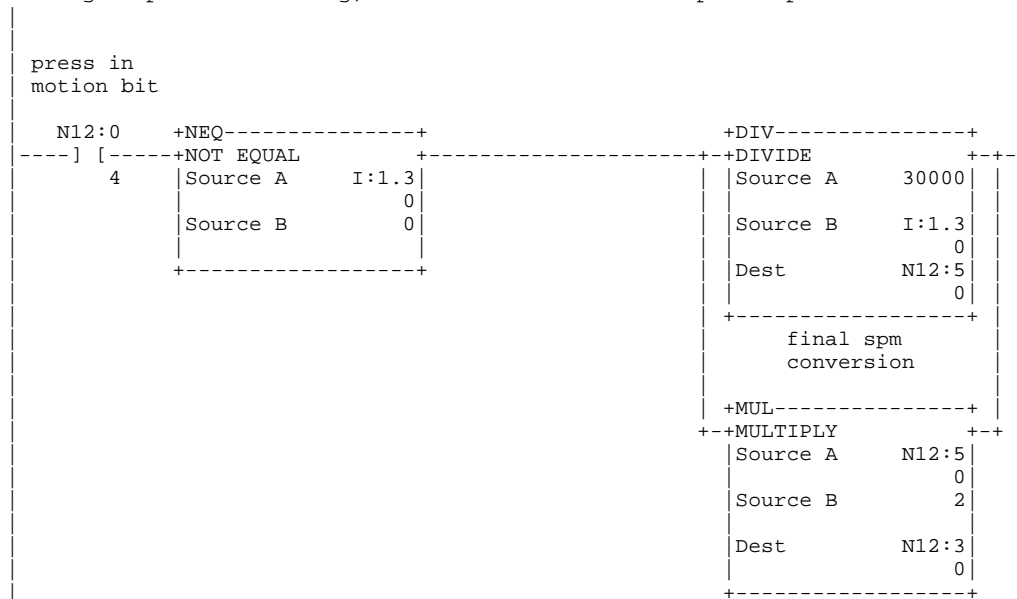 press in
motion bit
N12:0 +NEQ---------------+ +DIV---------------+
----] [-----+NOT EQUAL +----------------------+-+DIVIDE +-+-
4 Source A I:1.3 Source A 30000
0
Source B 0 Source B I:1.3
0
+------------------+ Dest N12:5
0
+------------------+
final spm
conversion
+MUL---------------+
+-+MULTIPLY +-+
Source A N12:5
0
Source B 2
Dest N12:3
0
+------------------+